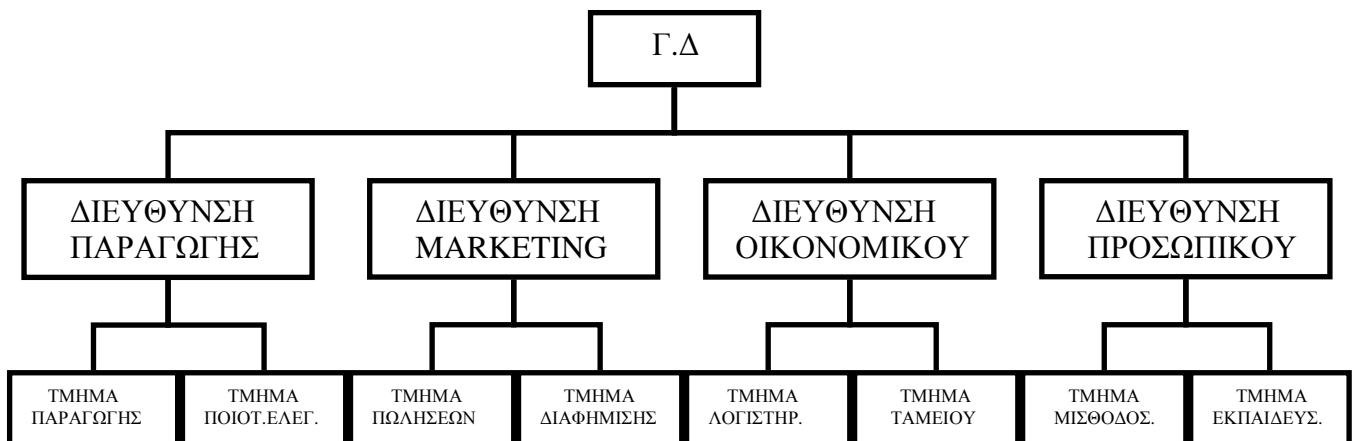 Γ.Δ
ΔΙΕΥΘΥΝΣΗ
ΠΑΡΑΓΩΓΗΣ
ΔΙΕΥΘΥΝΣΗ
MARKETING
ΔΙΕΥΘΥΝΣΗ
ΟΙΚΟΝΟΜΙΚΟΥ
ΔΙΕΥΘΥΝΣΗ
ΠΡΟΣΩΠΙΚΟΥ
ΤΜΗΜΑ
ΠΑΡΑΓΩΓΗΣ
ΤΜΗΜΑ
ΠΟΙΟΤ.ΕΛΕΓ.
ΤΜΗΜΑ
ΠΩΛΗΣΕΩΝ
ΤΜΗΜΑ
ΔΙΑΦΗΜΙΣΗΣ
ΤΜΗΜΑ
ΛΟΓΙΣΤΗΡ.
ΤΜΗΜΑ
ΤΑΜΕΙΟΥ
ΤΜΗΜΑ
ΜΙΣΘΟΔΟΣ.
ΤΜΗΜΑ
ΕΚΠΑΙΔΕΥΣ.